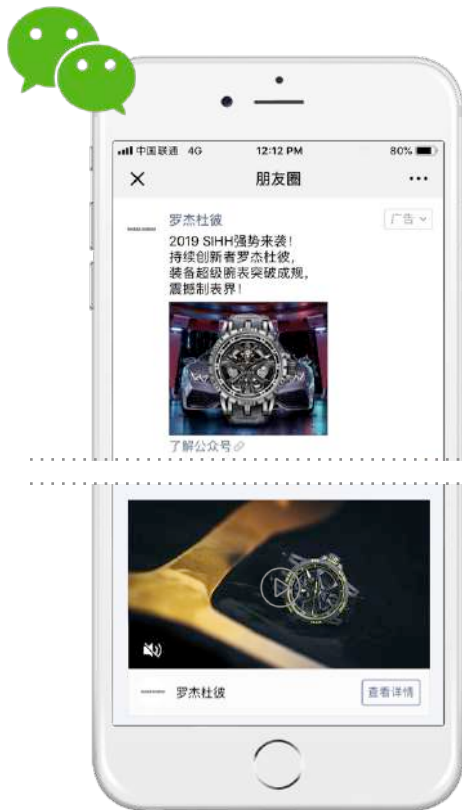 中国联通 4G 12:12 PM 80%
朋友圈
罗杰杜彼
广告
2019 SIHH强势来袭！
持续创新者罗杰杜彼，
装备超级腕表突破成规，
震撼制表界！
了解公众号
罗杰杜彼
查看详情